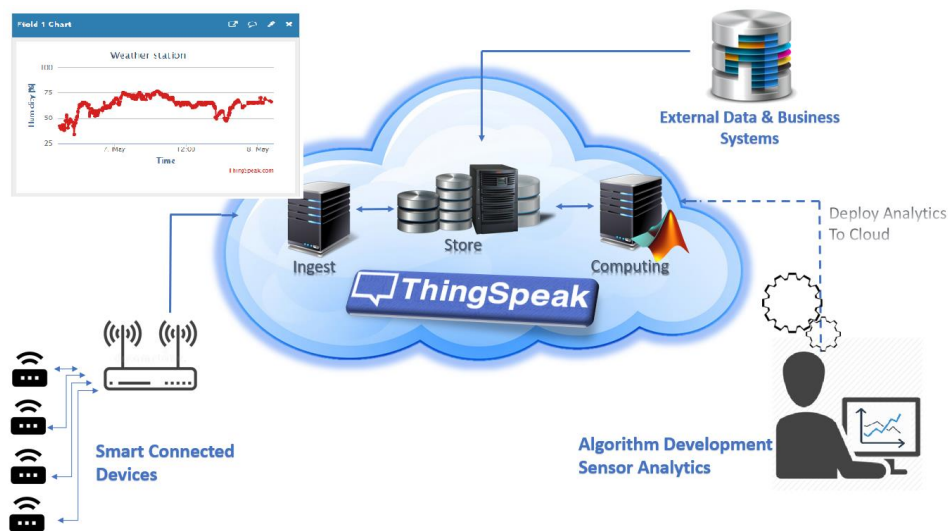 Field 1 Chart
Weather station
100
75
50
25
Humidity [%]
7. May
12:00
8. May
Time
ThingSpeak.com
External Data & Business
Systems
Deploy Analytics
To Cloud
Ingest
Store
Computing
ThingSpeak
Smart Connected
Devices
Algorithm Development
Sensor Analytics